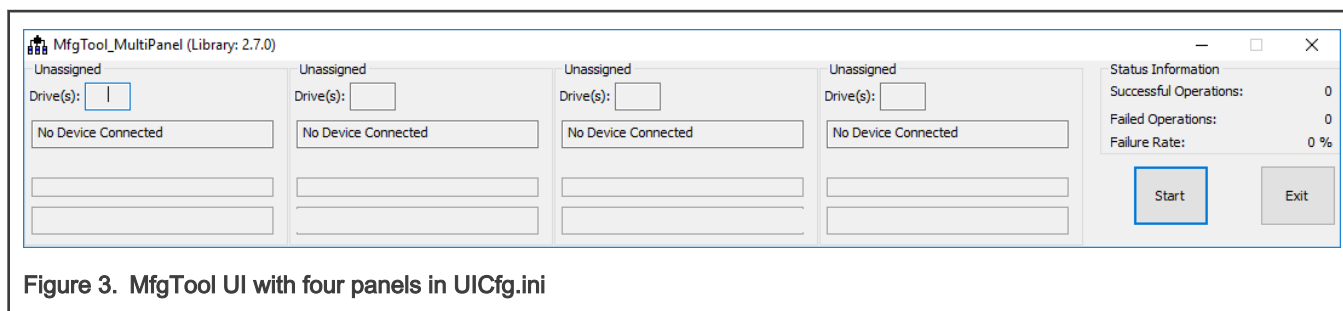 MfgTool_MultiPanel (Library: 2.7.0)
Unassigned Unassigned Unassigned Unassigned Status Information
Drive(s): Drive(s): Drive(s): Drive(s): Successful Operations: 0
No Device Connected No Device Connected No Device Connected No Device Connected Failed Operations: 0
Failure Rate: 0 %
Start Exit
Figure 3. MfgTool UI with four panels in UICfg.ini